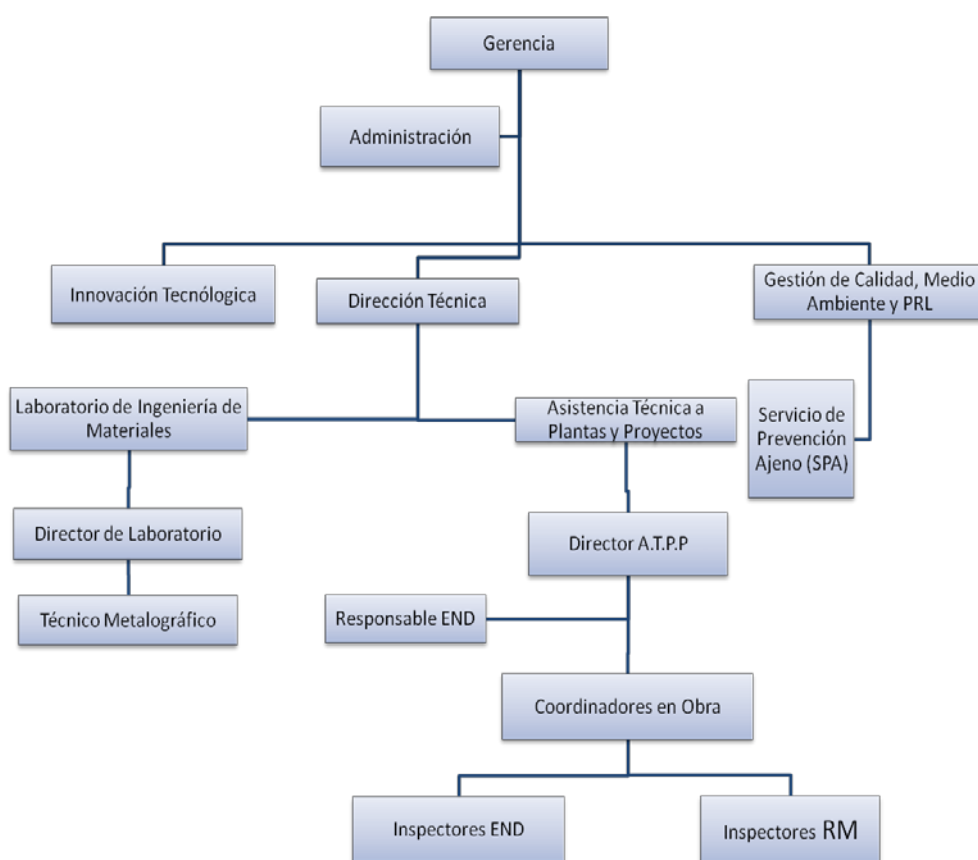 Gerencia
Administración
Innovación Tecnólogica
Dirección Técnica
Gestión de Calidad, Medio
Ambiente y PRL
Laboratorio de Ingeniería de
Materiales
Asistencia Técnica a
Plantas y Proyectos
Servicio de
Prevención
Ajeno (SPA)
Director de Laboratorio
Director A.T.P.P
Técnico Metalográfico
Responsable END
Coordinadores en Obra
Inspectores END
Inspectores RM